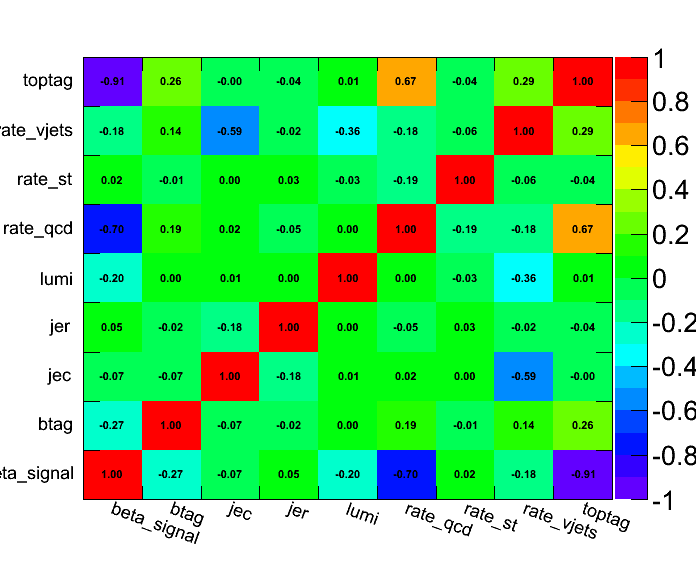 toptag -0.91 0.26 -0.00 -0.04 0.01 0.67 -0.04 0.29 1.00
rate_vjets -0.18 0.14 -0.59 -0.02 -0.36 -0.18 -0.06 1.00 0.29
rate_st 0.02 -0.01 0.00 0.03 -0.03 -0.19 1.00 -0.06 -0.04
rate_qcd -0.70 0.19 0.02 -0.05 0.00 1.00 -0.19 -0.18 0.67
lumi -0.20 0.00 0.01 0.00 1.00 0.00 -0.03 -0.36 0.01
jer 0.05 -0.02 -0.18 1.00 0.00 -0.05 0.03 -0.02 -0.04
jec -0.07 -0.07 1.00 -0.18 0.01 0.02 0.00 -0.59 -0.00
btag -0.27 1.00 -0.07 -0.02 0.00 0.19 -0.01 0.14 0.26
eta_signal 1.00 -0.27 -0.07 0.05 -0.20 -0.70 0.02 -0.18 -0.91
beta_signal btag jec jer lumi rate_qcd rate_st rate_vjets toptag
1
0.8
0.6
0.4
0.2
0
-0.2
-0.4
-0.6
-0.8
-1